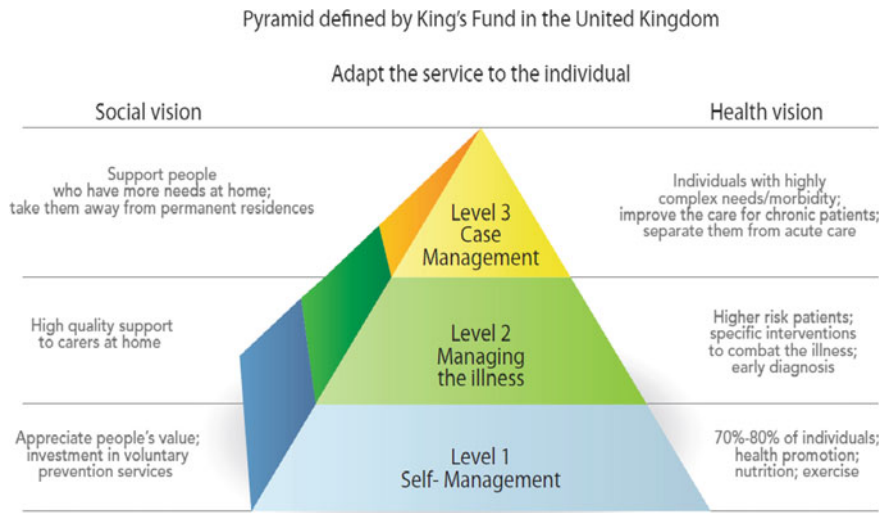 Pyramid defined by King's Fund in the United Kingdom
Adapt the service to the individual
Social vision
Health vision
Support people
who have more needs at home;
take them away from permanent residences
Level 3
Case
Management
Individuals with highly
complex needs/morbidity;
improve the care for chronic patients;
separate them from acute care
High quality support
to carers at home
Level 2
Managing
the illness
Higher risk patients;
specific interventions
to combat the illness;
early diagnosis
Appreciate people's value;
investment in voluntary
prevention services
Level 1
Self- Management
70%-80% of individuals;
health promotion;
nutrition; exercise